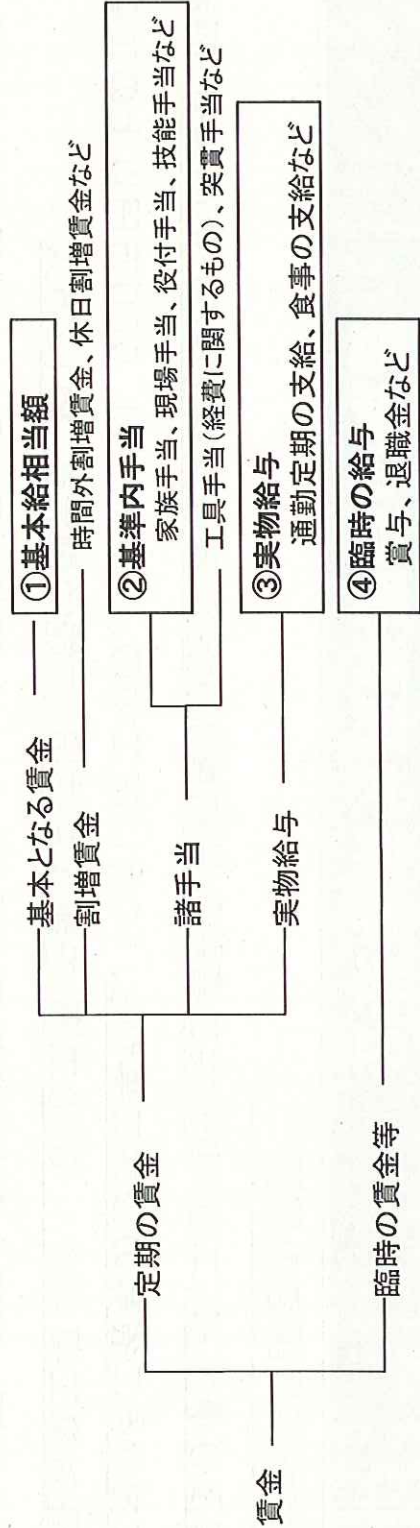 賃金
定期の賃金
基本となる賃金
①基本給相当額
割増賃金
時間外割増賃金、休日割増賃金など
諸手当
②基準内手当
家族手当、現場手当、役付手当、技能手当など
工具手当(経費に関するもの)、突貫手当など
実物給与
③実物給与
通勤定期の支給、食事の支給など
臨時の賃金等
④臨時の給与
賞与、退職金など